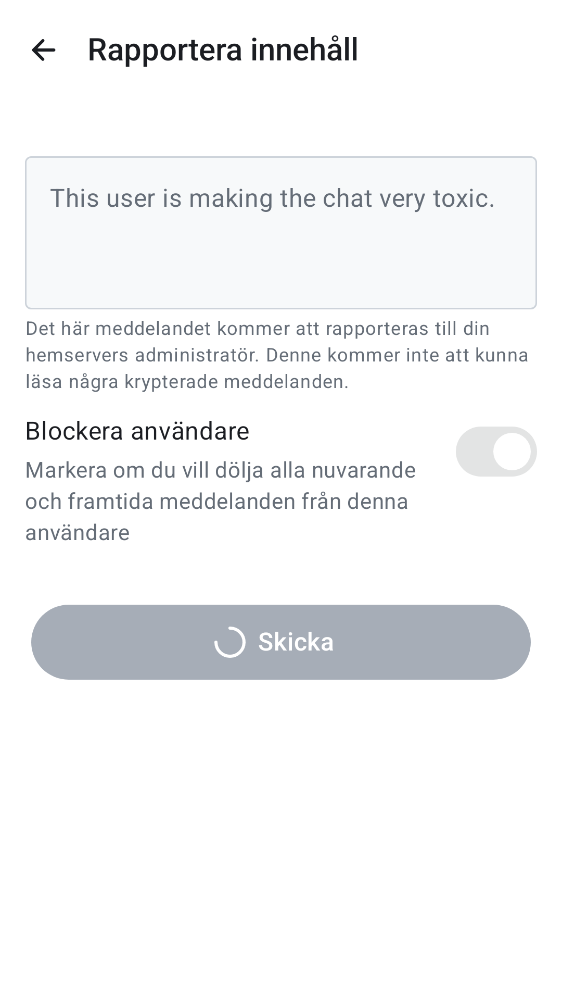 Rapportera innehåll
This user is making the chat very toxic.
Det här meddelandet kommer att rapporteras till din
hemservers administratör. Denne kommer inte att kunna
läsa några krypterade meddelanden.
Blockera användare
Markera om du vill dölja alla nuvarande
och framtida meddelanden från denna
användare
Skicka